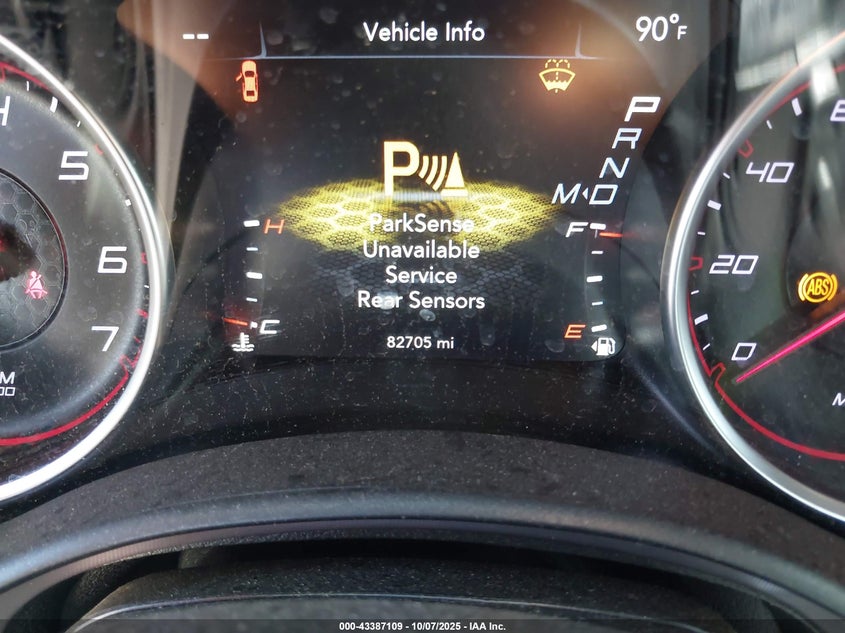 -- Vehicle Info 90°F
P
R
N
M◂D
P
ParkSense
Unavailable
Service
Rear Sensors
82705 mi
H
C
F
E
5
6
7
40
20
0
ABS
000-43387109 - 10/07/2025 - IAA Inc.